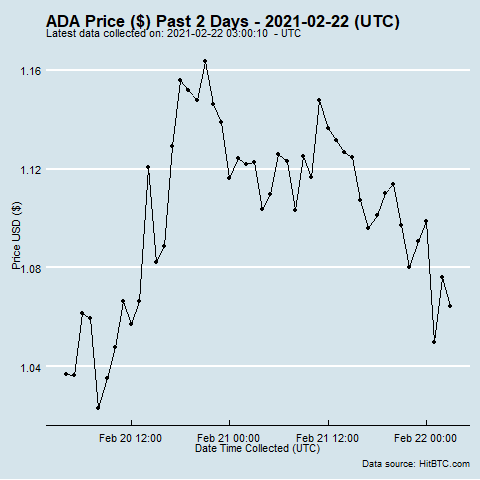 ADA Price ($) Past 2 Days - 2021-02-22 (UTC)
Latest data collected on: 2021-02-22 03:00:10 - UTC
1.16
1.12
1.08
1.04
Price USD ($)
Feb 20 12:00 Feb 21 00:00 Feb 21 12:00 Feb 22 00:00
Date Time Collected (UTC)
Data source: HitBTC.com